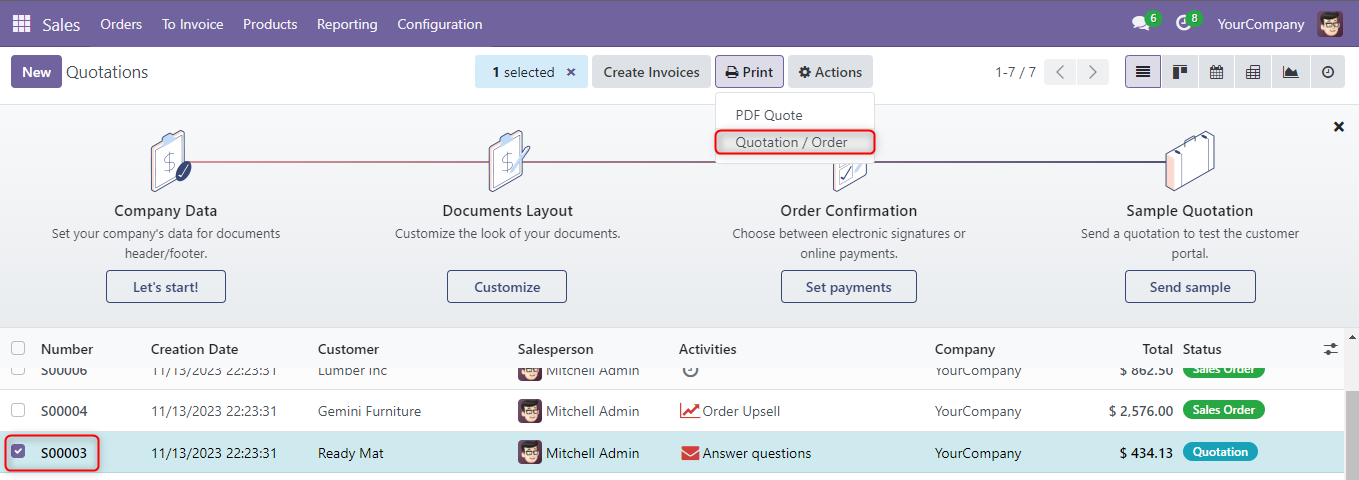 Sales Orders To Invoice Products Reporting Configuration 6 8 YourCompany
New Quotations 1 selected × Create Invoices Print Actions 1-7 / 7
PDF Quote
Quotation / Order
Company Data
Set your company's data for documents
header/footer.
Let's start!
Documents Layout
Customize the look of your documents.
Customize
Order Confirmation
Choose between electronic signatures or
online payments.
Set payments
Sample Quotation
Send a quotation to test the customer
portal.
Send sample
Number Creation Date Customer Salesperson Activities Company Total Status
S00006 11/13/2023 22:23:31 Lumber Inc Mitchell Admin YourCompany $ 862.50 Sales Order
S00004 11/13/2023 22:23:31 Gemini Furniture Mitchell Admin Order Upsell YourCompany $ 2,576.00 Sales Order
S00003 11/13/2023 22:23:31 Ready Mat Mitchell Admin Answer questions YourCompany $ 434.13 Quotation